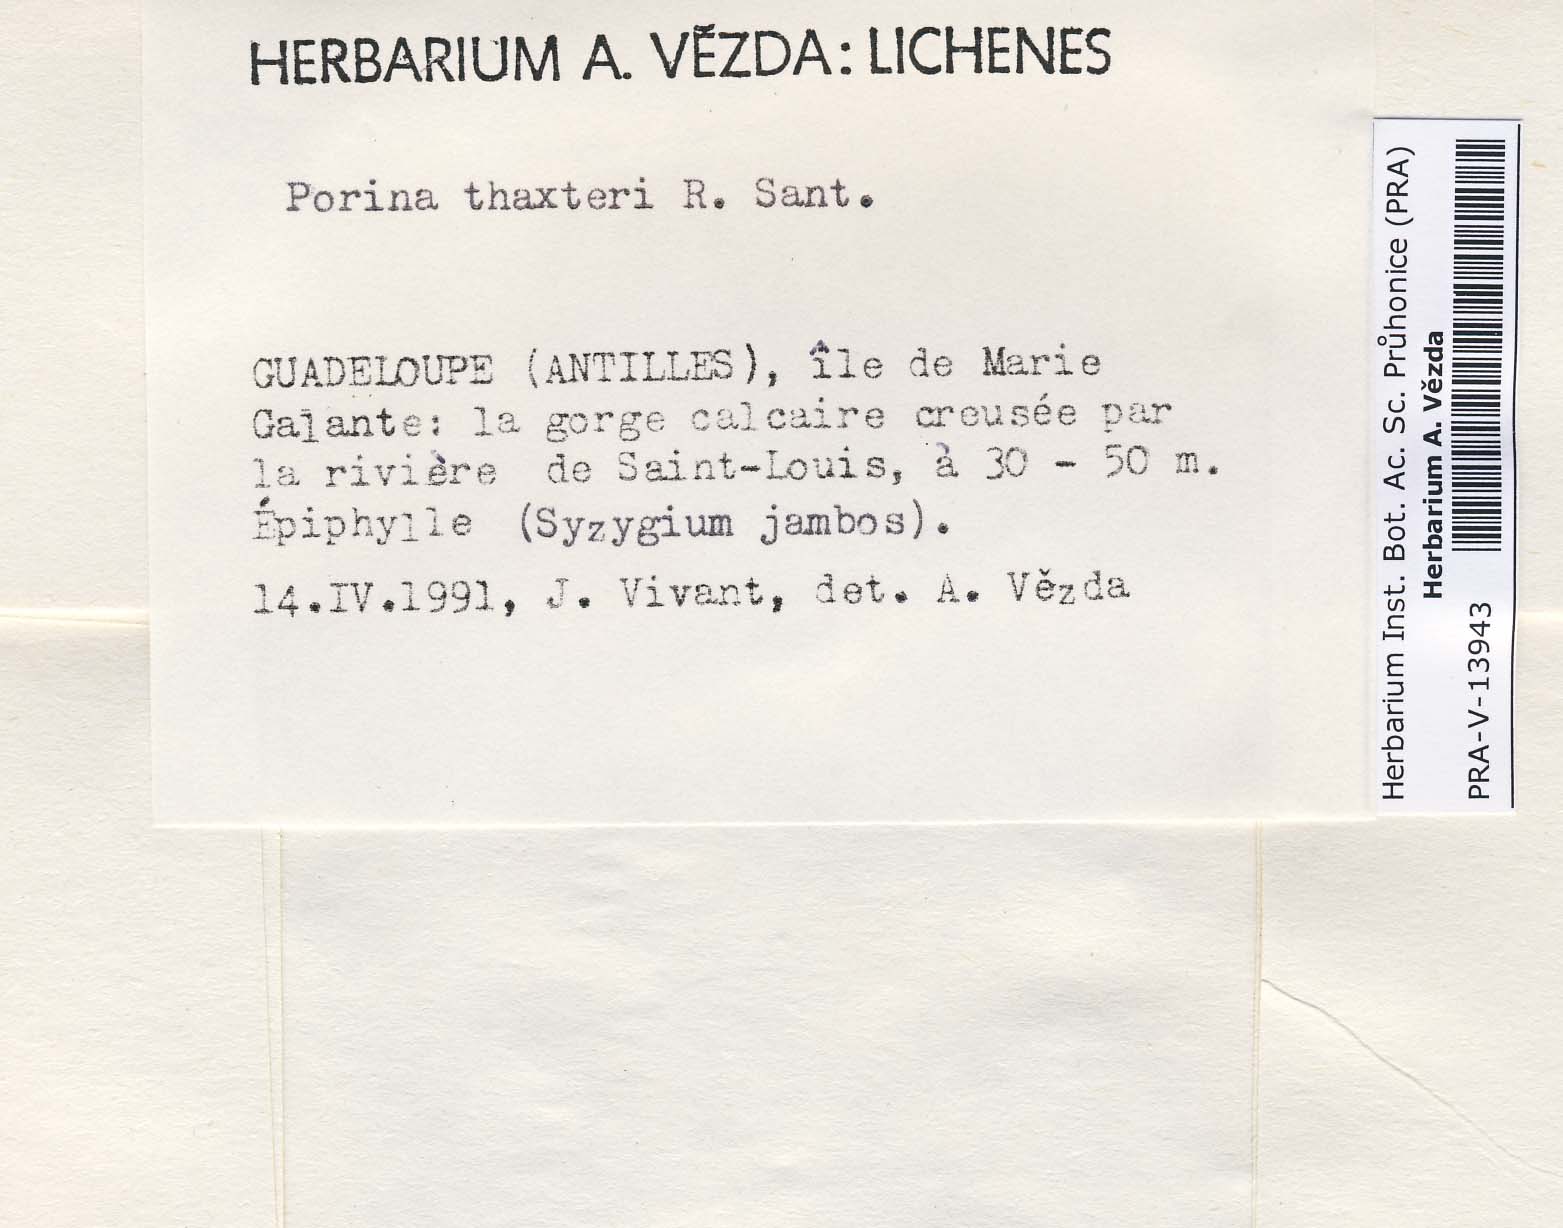 HERBARIUM A. VĚZDA: LICHENES
Porina thaxteri R. Sant.
GUADELOUPE (ANTILLES), île de Marie
Galante: la gorge calcaire creusée par
la rivière de Saint-Louis, à 30 - 50 m.
Épiphylle (Syzygium jambos).
14.IV.1991, J. Vivant, det. A. Vězda
Herbarium Inst. Bot. Ac. Sc. Průhonice (PRA)
Herbarium A. Vězda
PRA-V-13943